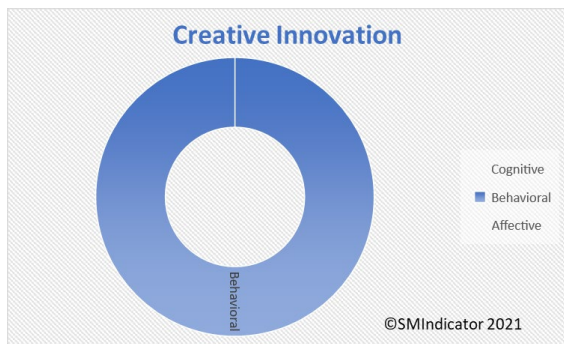 Creative Innovation
Cognitive
Behavioral
Affective
Behavioral
©SMIndicator 2021